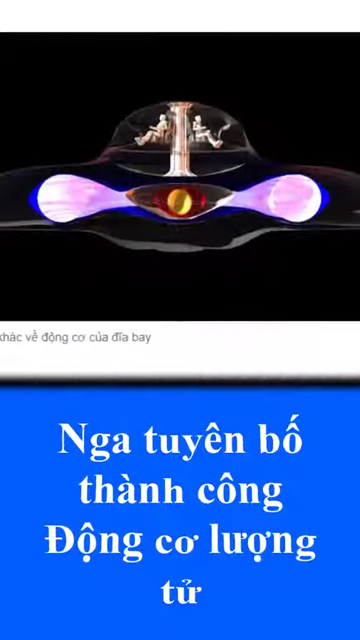 khác về động cơ của đĩa bay
Nga tuyên bố
thành công
Động cơ lượng
tử